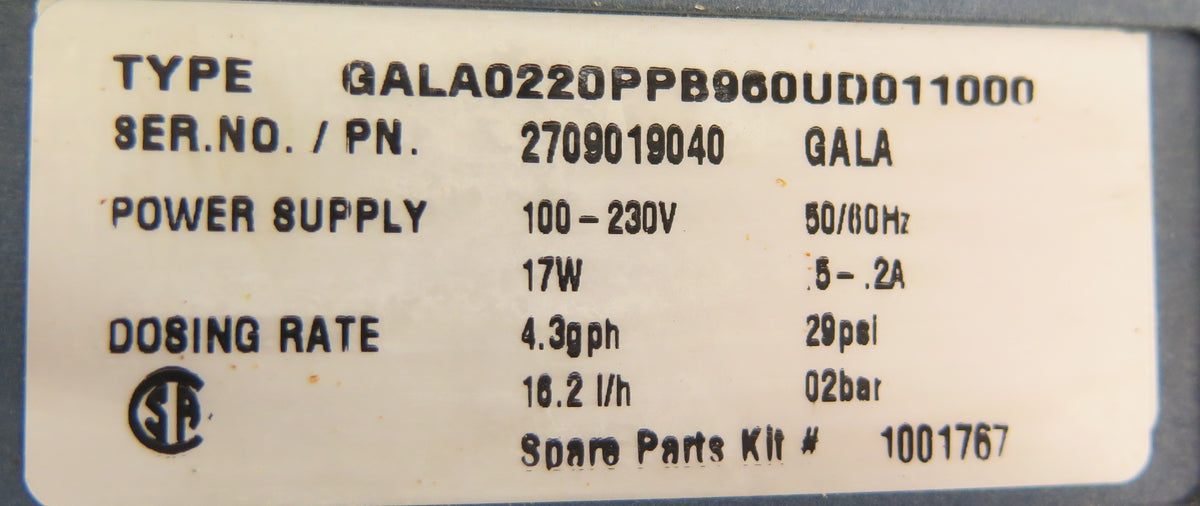 TYPE GALA0220PPB960UD011000
SER.NO. / PN. 2709019040 GALA
POWER SUPPLY 100-230V 50/60Hz
17W .5-.2A
DOSING RATE 4.3gph 29psi
16.2 l/h 02bar
SA
Spare Parts Kit # 1001767